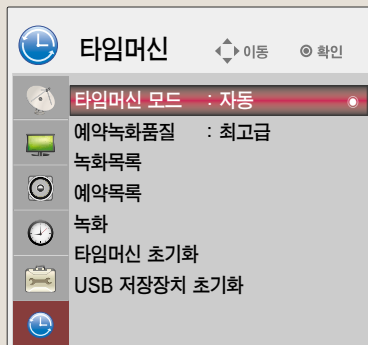 타임머신 이동 확인
타임머신 모드 : 자동
예약녹화품질 : 최고급
녹화목록
예약목록
녹화
타임머신 초기화
USB 저장장치 초기화